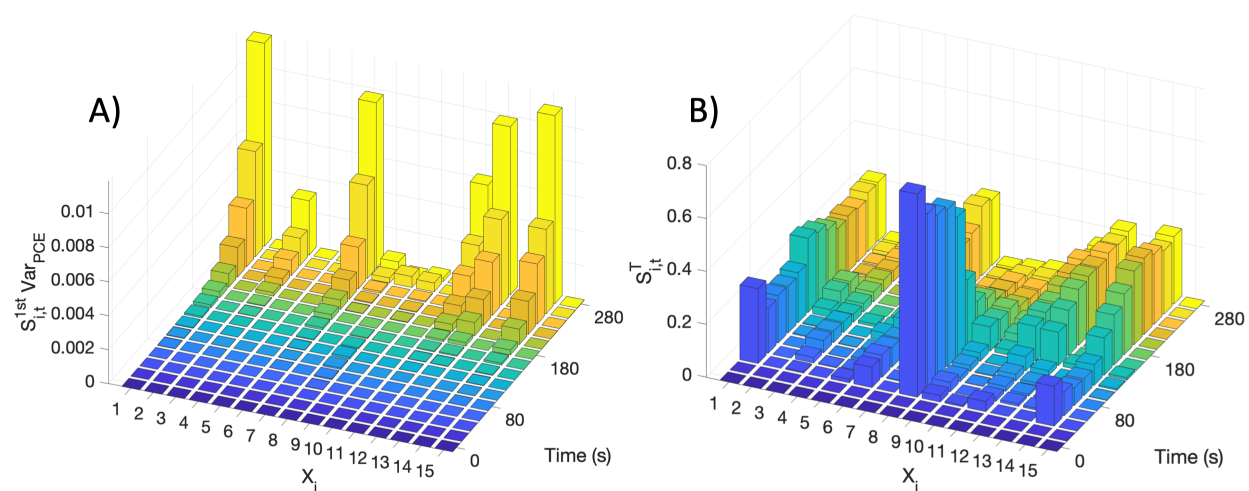 A)
S_{i,t}^{1st} Var_{PCE}
0.01
0.008
0.006
0.004
0.002
0
1 2 3 4 5 6 7 8 9 10 11 12 13 14 15
X_i
0 80 180 280
Time (s)
B)
S_{i,t}^{T}
0.8
0.6
0.4
0.2
0
1 2 3 4 5 6 7 8 9 10 11 12 13 14 15
X_i
0 80 180 280
Time (s)